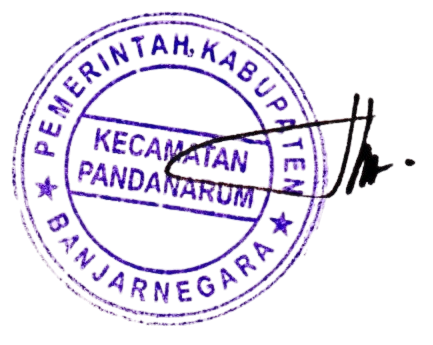 PEMERINTAH KABUPATEN
KECAMATAN
PANDANARUM
BANJARNEGARA